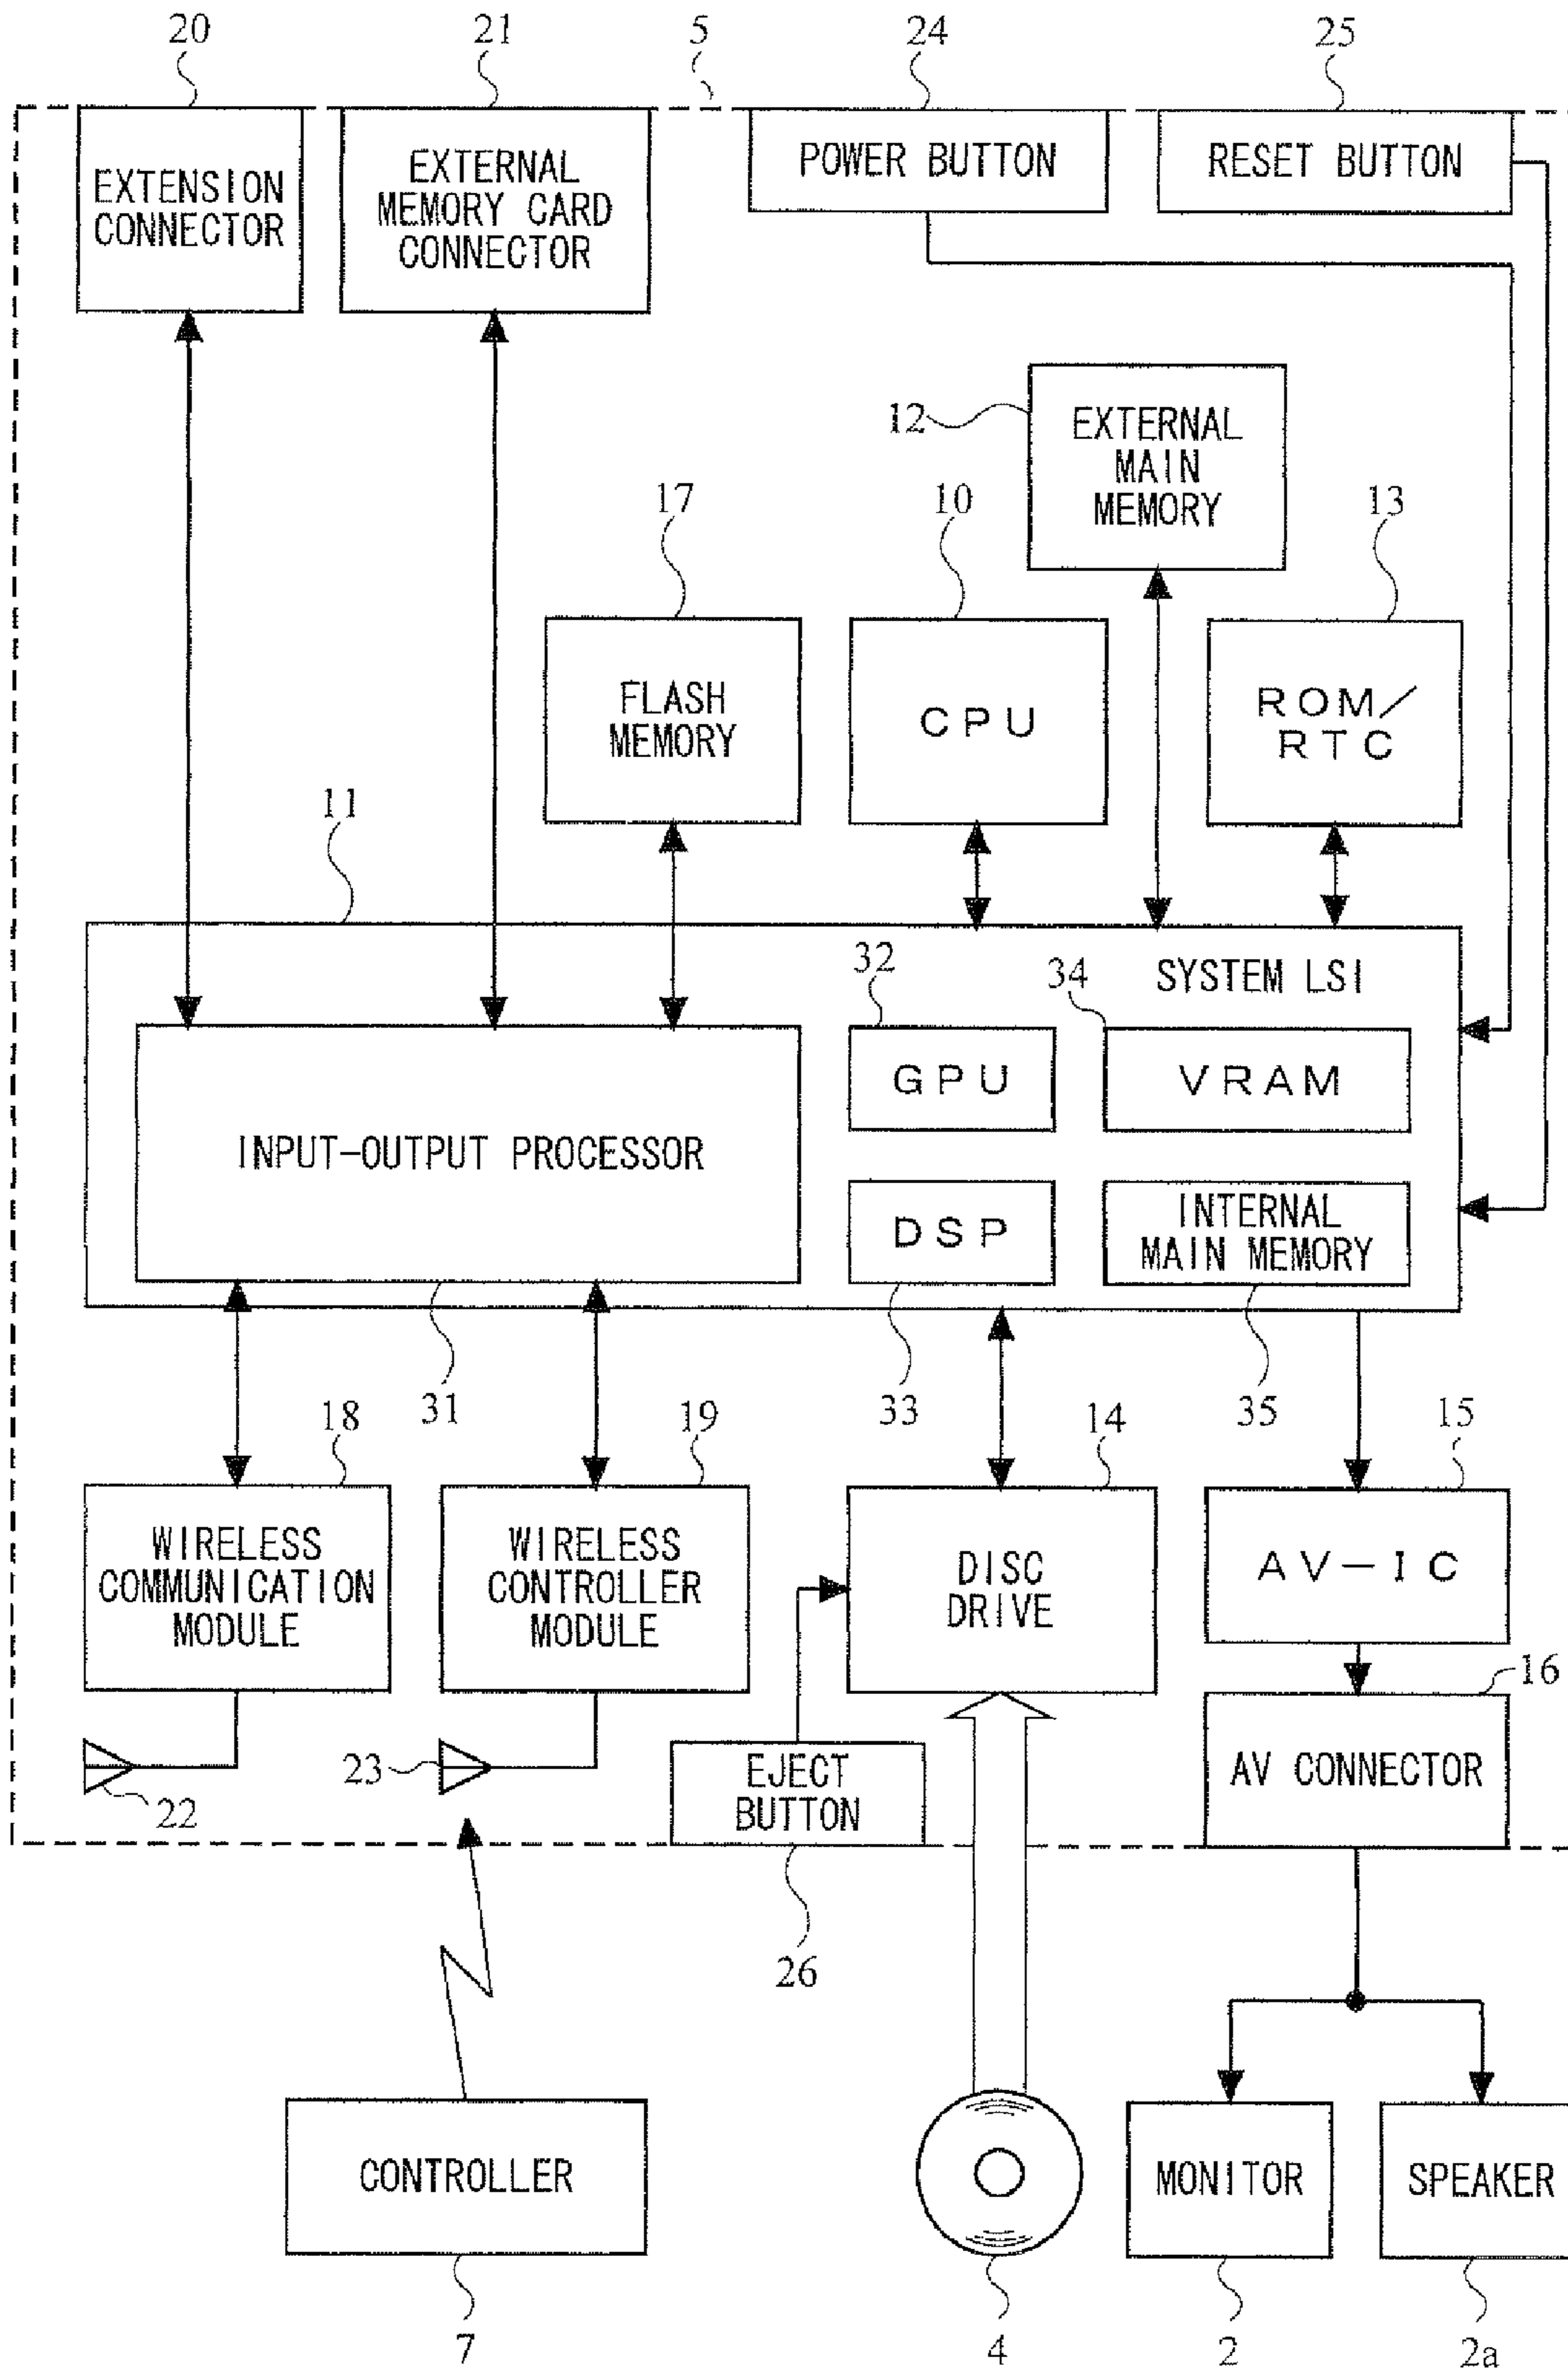 20
21
5
24
25
EXTENSION
CONNECTOR
EXTERNAL
MEMORY CARD
CONNECTOR
POWER BUTTON
RESET BUTTON
12
EXTERNAL
MAIN
MEMORY
17
10
13
FLASH
MEMORY
CPU
ROM/
RTC
11
SYSTEM LSI
32
34
GPU
VRAM
INPUT-OUTPUT PROCESSOR
DSP
INTERNAL
MAIN MEMORY
31
33
35
18
19
14
15
WIRELESS
COMMUNICATION
MODULE
WIRELESS
CONTROLLER
MODULE
DISC
DRIVE
AV-IC
16
22
23
EJECT
BUTTON
AV CONNECTOR
26
CONTROLLER
MONITOR
SPEAKER
7
4
2
2a